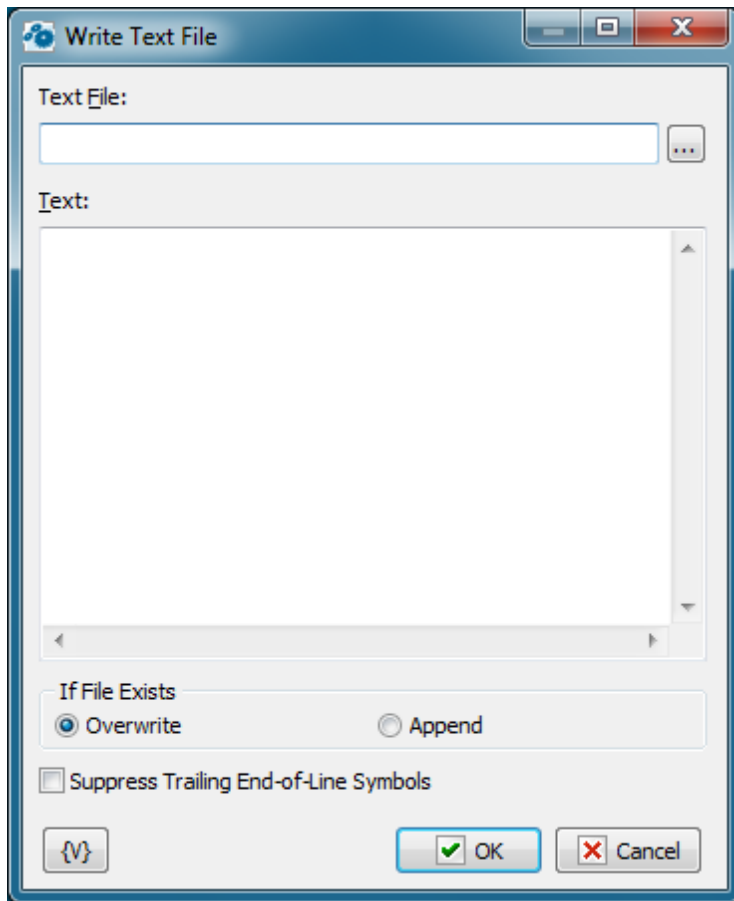 Write Text File
Text File:
...
Text:
If File Exists
Overwrite Append
Suppress Trailing End-of-Line Symbols
{V} OK Cancel